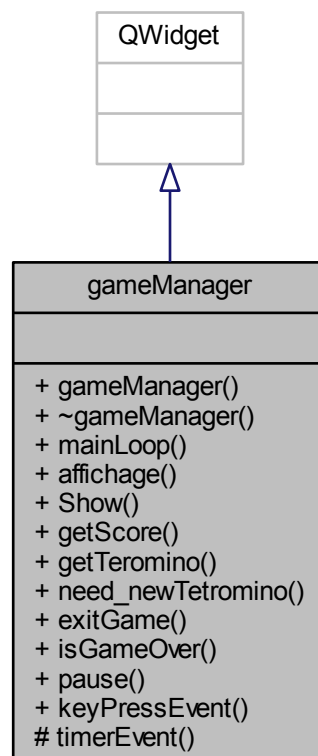 QWidget
gameManager
+ gameManager()
+ ~gameManager()
+ mainLoop()
+ affichage()
+ Show()
+ getScore()
+ getTeromino()
+ need_newTetromino()
+ exitGame()
+ isGameOver()
+ pause()
+ keyPressEvent()
# timerEvent()